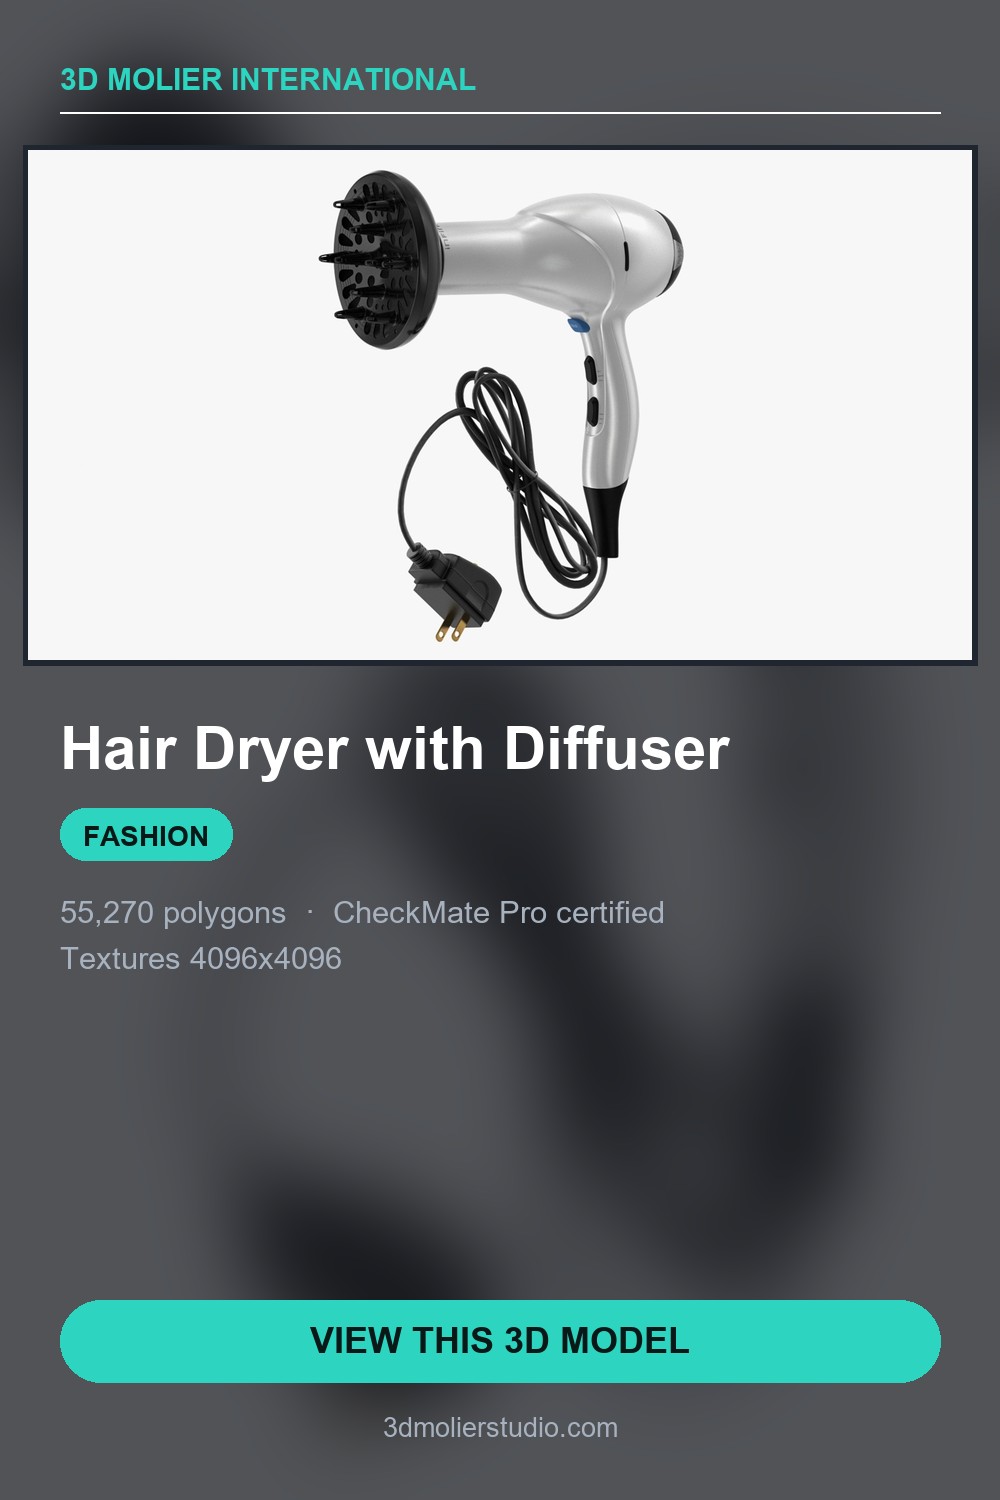 3D MOLIER INTERNATIONAL
Hair Dryer with Diffuser
FASHION
55,270 polygons · CheckMate Pro certified
Textures 4096x4096
VIEW THIS 3D MODEL
3dmolierstudio.com